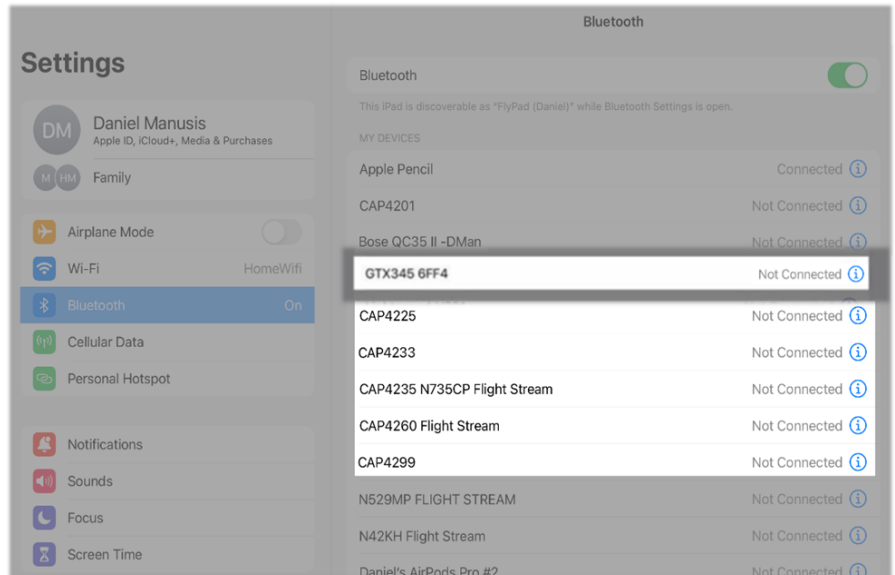 Bluetooth
Settings
Bluetooth
This iPad is discoverable as "FlyPad (Daniel)" while Bluetooth Settings is open.
DM
Daniel Manusis
Apple ID, iCloud+, Media & Purchases
M HM Family
MY DEVICES
Apple Pencil Connected
CAP4201 Not Connected
Bose QC35 II -DMan Not Connected
GTX345 6FF4 Not Connected
CAP4225 Not Connected
CAP4233 Not Connected
CAP4235 N735CP Flight Stream Not Connected
CAP4260 Flight Stream Not Connected
CAP4299 Not Connected
N529MP FLIGHT STREAM Not Connected
N42KH Flight Stream Not Connected
Daniel's AirPods Pro #2 Not Connected
Airplane Mode
Wi-Fi HomeWifi
Bluetooth On
Cellular Data
Personal Hotspot
Notifications
Sounds
Focus
Screen Time